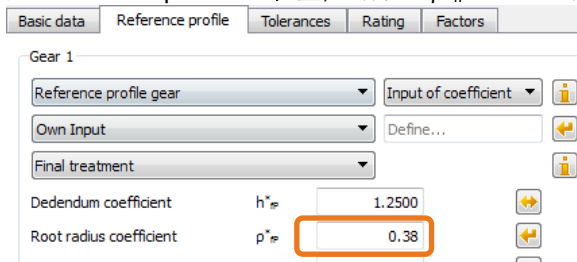 Basic data Reference profile Tolerances Rating Factors
Gear 1
Reference profile gear Input of coefficient
Own Input Define...
Final treatment
Dedendum coefficient h*fP 1.2500
Root radius coefficient ρ*fP 0.38